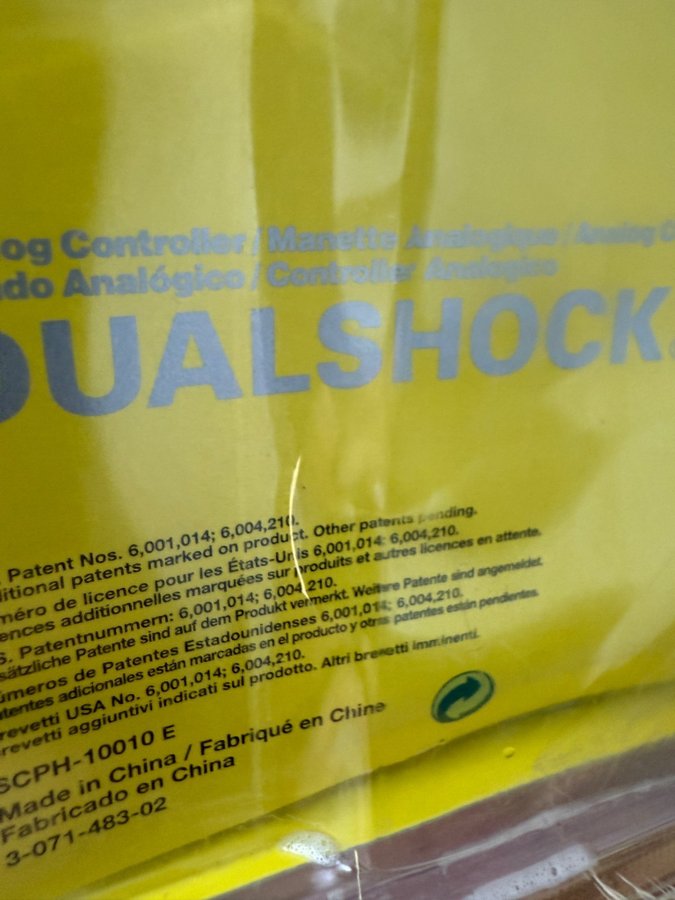 og Controller / Manette Analogique / Analog C
do Analógico / Controller Analogico
DUALSHOCK
. Patent Nos. 6,001,014; 6,004,210.
itional patents marked on product. Other patents pending.
méro de licence pour les États-Unis 6,001,014; 6,004,210.
ences additionnelles marquées sur produits et autres licences en attente.
S. Patentnummern: 6,001,014; 6,004,210.
sätzliche Patente sind auf dem Produkt vermerkt. Weitere Patente sind angemeldet.
úmeros de Patentes Estadounidenses 6,001,014; 6,004,210.
atentes adicionales están marcadas en el producto y otras patentes están pendientes.
revetti USA No. 6,001,014; 6,004,210.
revetti aggiuntivi indicati sul prodotto. Altri brevetti imminenti.
SCPH-10010 E
Made in China / Fabriqué en Chine
Fabricado en China
3-071-483-02